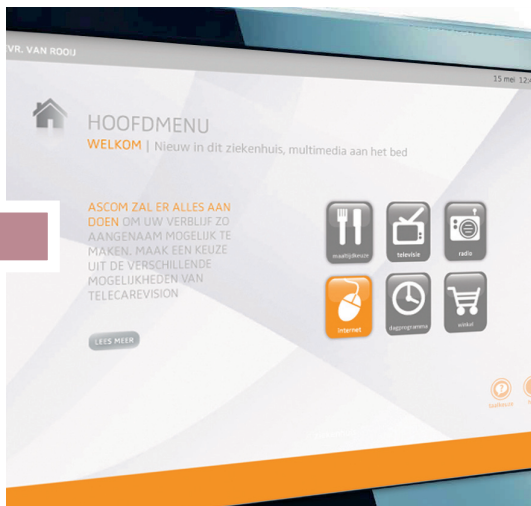 VR. VAN ROOIJ
15 mei 12:4
HOOFDMENU
WELKOM | Nieuw in dit ziekenhuis, multimedia aan het bed
ASCOM ZAL ER ALLES AAN
DOEN OM UW VERBLIJF ZO
AANGENAAM MOGELIJK TE
MAKEN. MAAK EEN KEUZE
UIT DE VERSCHILLENDE
MOGELIJKHEDEN VAN
TELECAREVISION
LEES MEER
maaltijdkeuze
televisie
radio
internet
dagprogramma
winkel